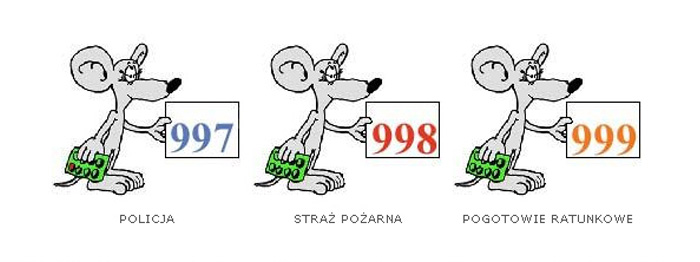 997 998 999
POLICJA STRAŻ POŻARNA POGOTOWIE RATUNKOWE